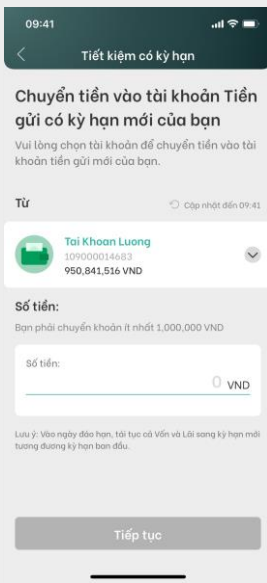 09:41
Tiết kiệm có kỳ hạn
Chuyển tiền vào tài khoản Tiền
gửi có kỳ hạn mới của bạn
Vui lòng chọn tài khoản để chuyển tiền vào tài
khoản tiền gửi mới của bạn.
Từ
Cập nhật đến 09:41
Tai Khoan Luong
109000014683
950,841,516 VND
Số tiền:
Bạn phải chuyển khoản ít nhất 1,000,000 VND
Số tiền:
0 VND
Lưu ý: Vào ngày đáo hạn, tái tục cả Vốn và Lãi sang kỳ hạn mới
tương đương kỳ hạn ban đầu.
Tiếp tục